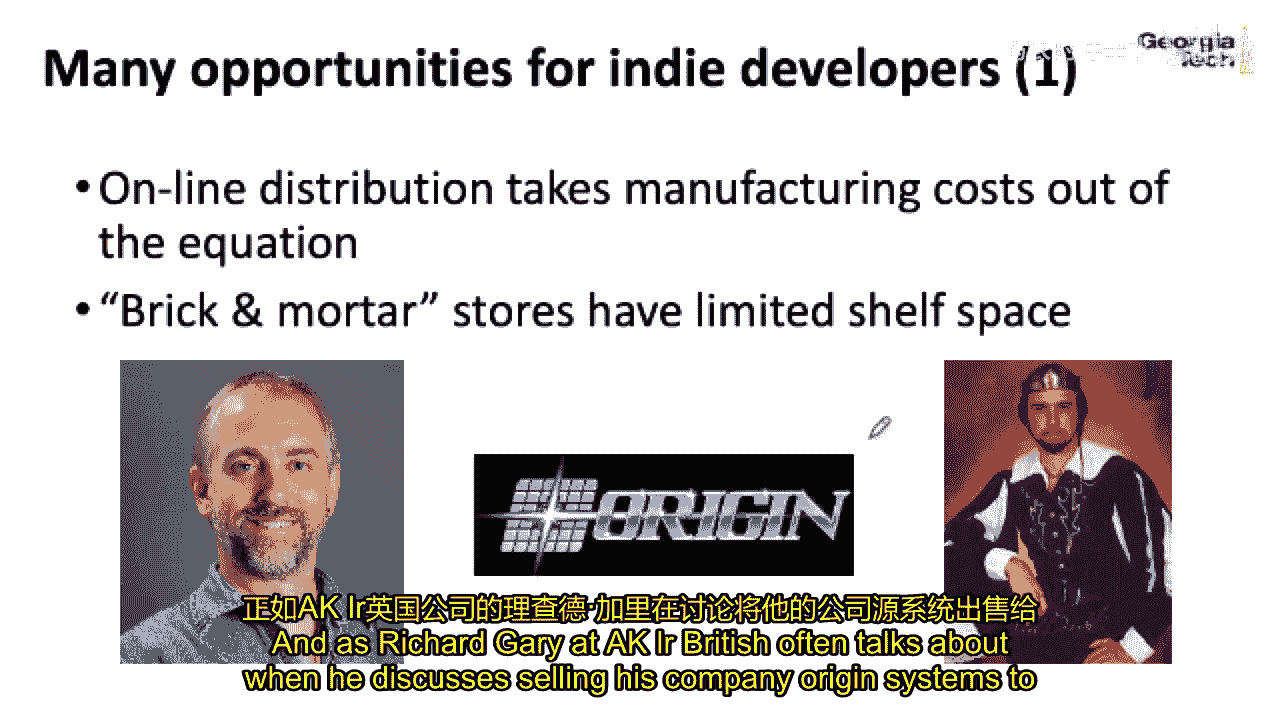 Many opportunities for indie developers (1)
Georgia
Tech
• On-line distribution takes manufacturing costs out of
the equation
• “Brick & mortar” stores have limited shelf space
ORIGIN
正如AK Ir英国公司的理查德·加里在讨论将他的公司源系统出售给
And as Richard Gary at AK Ir British often talks about
when he discusses selling his company origin systems to